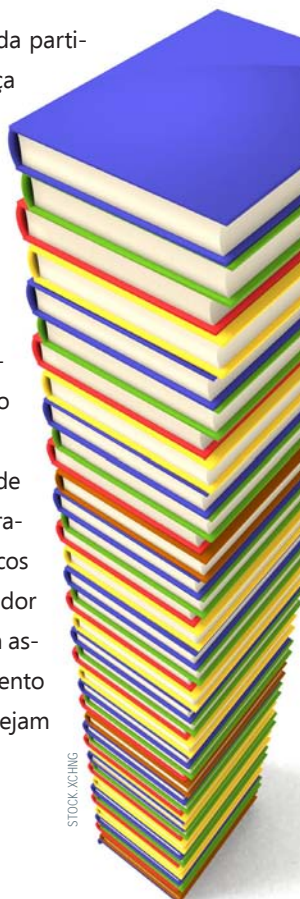 da parti-
ça
-
o
de
ra-
cos
dor
as-
ento
ejam
STOCK.XCHNG